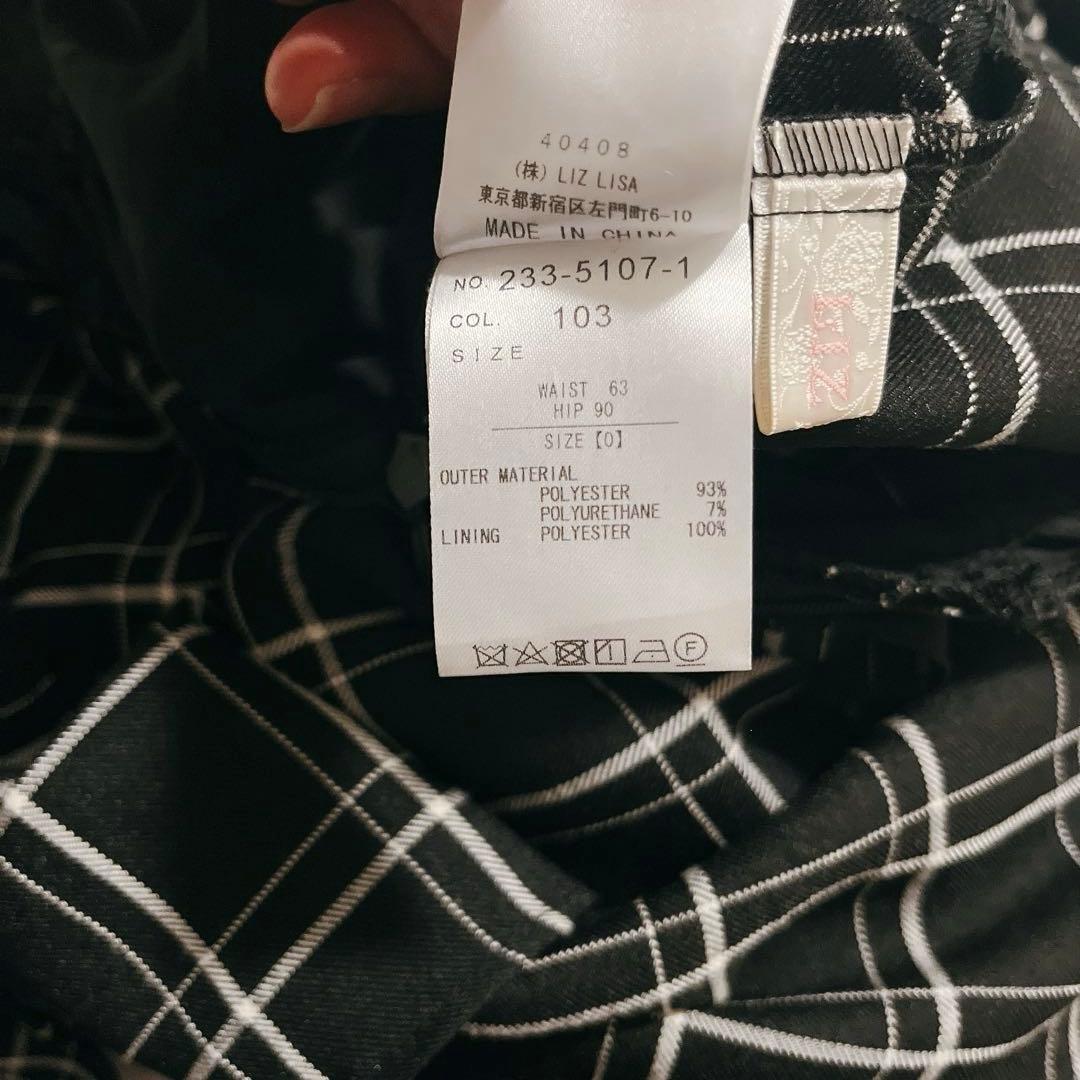 40408
(株) LIZ LISA
東京都新宿区左門町6-10
MADE IN CHINA
NO. 233-5107-1
COL. 103
SIZE
WAIST 63
HIP 90
SIZE【0】
OUTER MATERIAL
POLYESTER 93%
POLYURETHANE 7%
LINING POLYESTER 100%
F
LIZ